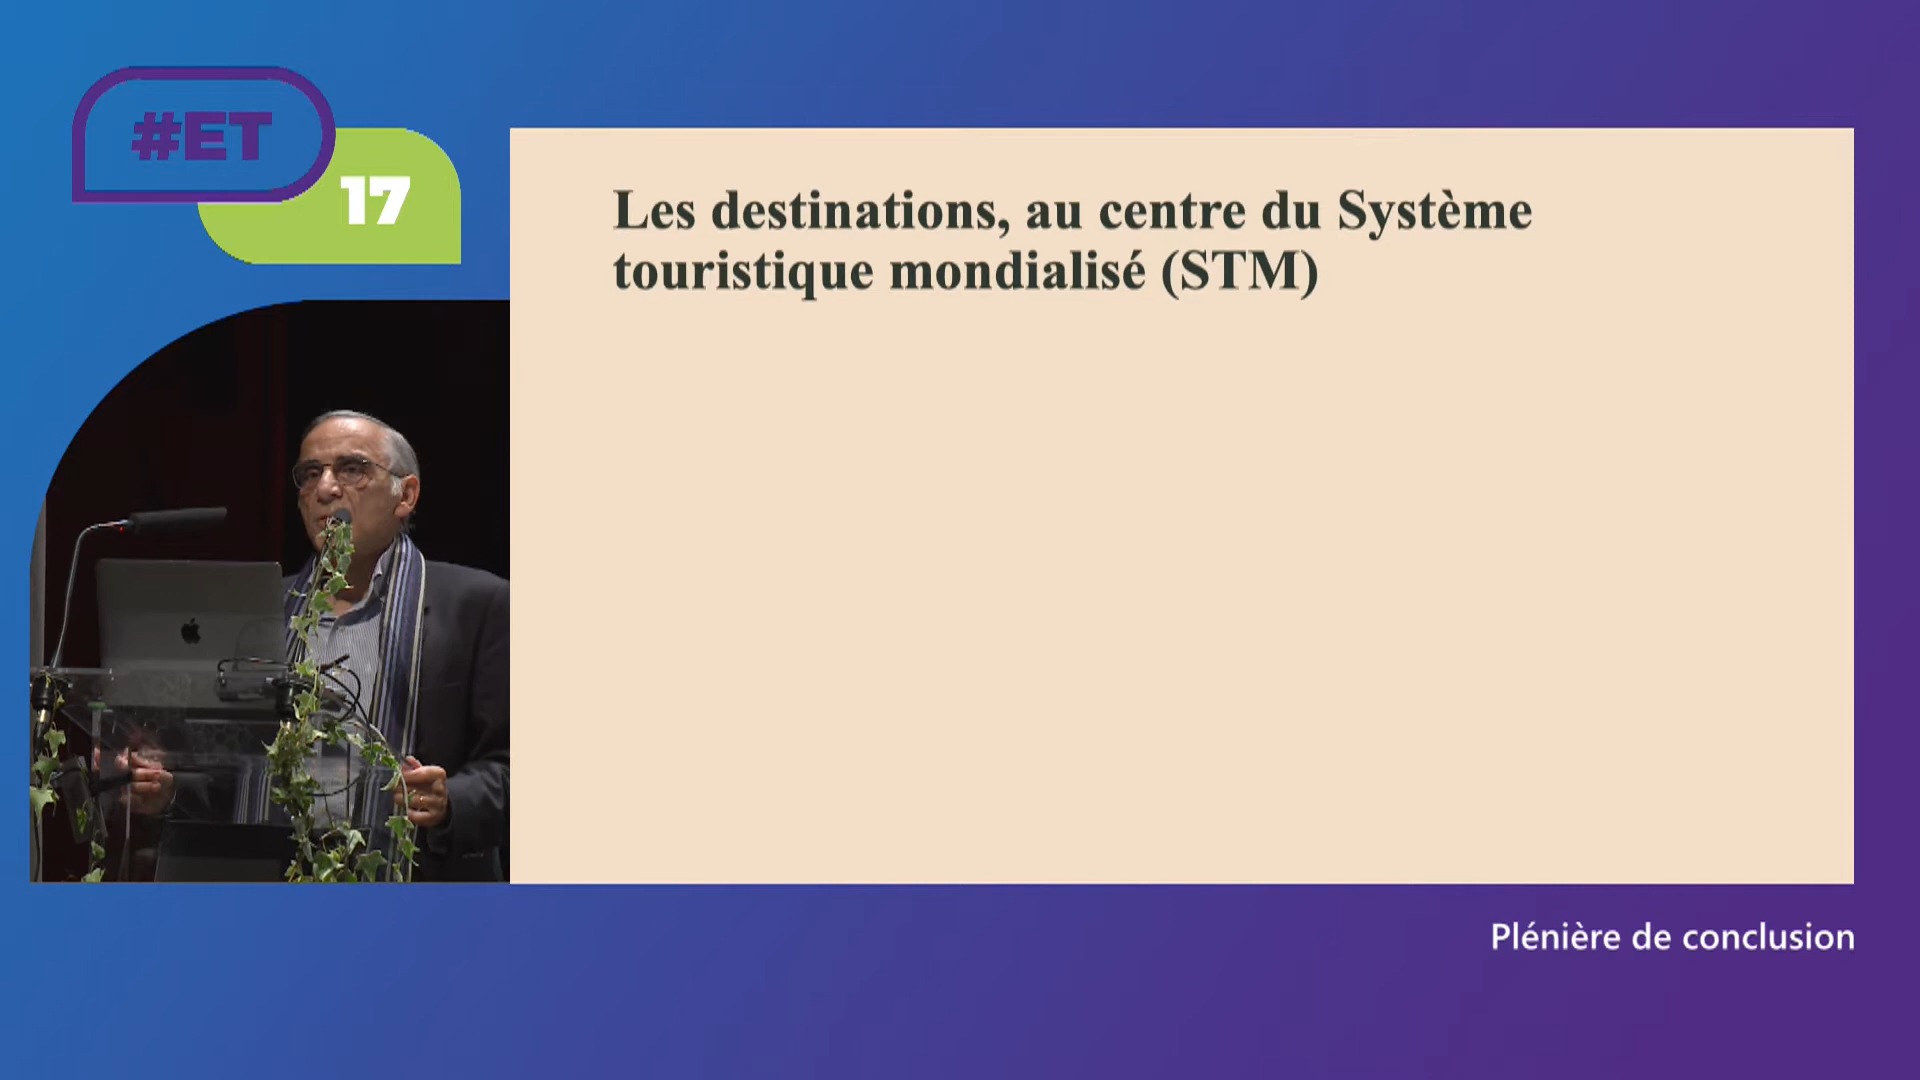 #ET
17
Les destinations, au centre du Système
touristique mondialisé (STM)
Plénière de conclusion